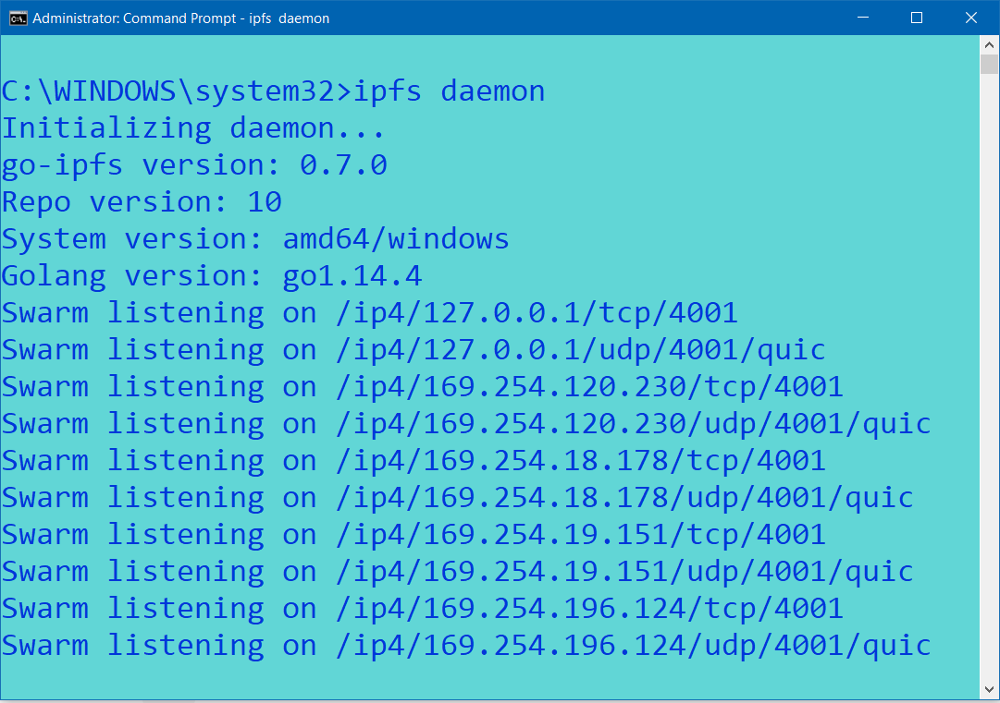 Administrator: Command Prompt - ipfs  daemon
C:\WINDOWS\system32>ipfs daemon
Initializing daemon...
go-ipfs version: 0.7.0
Repo version: 10
System version: amd64/windows
Golang version: go1.14.4
Swarm listening on /ip4/127.0.0.1/tcp/4001
Swarm listening on /ip4/127.0.0.1/udp/4001/quic
Swarm listening on /ip4/169.254.120.230/tcp/4001
Swarm listening on /ip4/169.254.120.230/udp/4001/quic
Swarm listening on /ip4/169.254.18.178/tcp/4001
Swarm listening on /ip4/169.254.18.178/udp/4001/quic
Swarm listening on /ip4/169.254.19.151/tcp/4001
Swarm listening on /ip4/169.254.19.151/udp/4001/quic
Swarm listening on /ip4/169.254.196.124/tcp/4001
Swarm listening on /ip4/169.254.196.124/udp/4001/quic